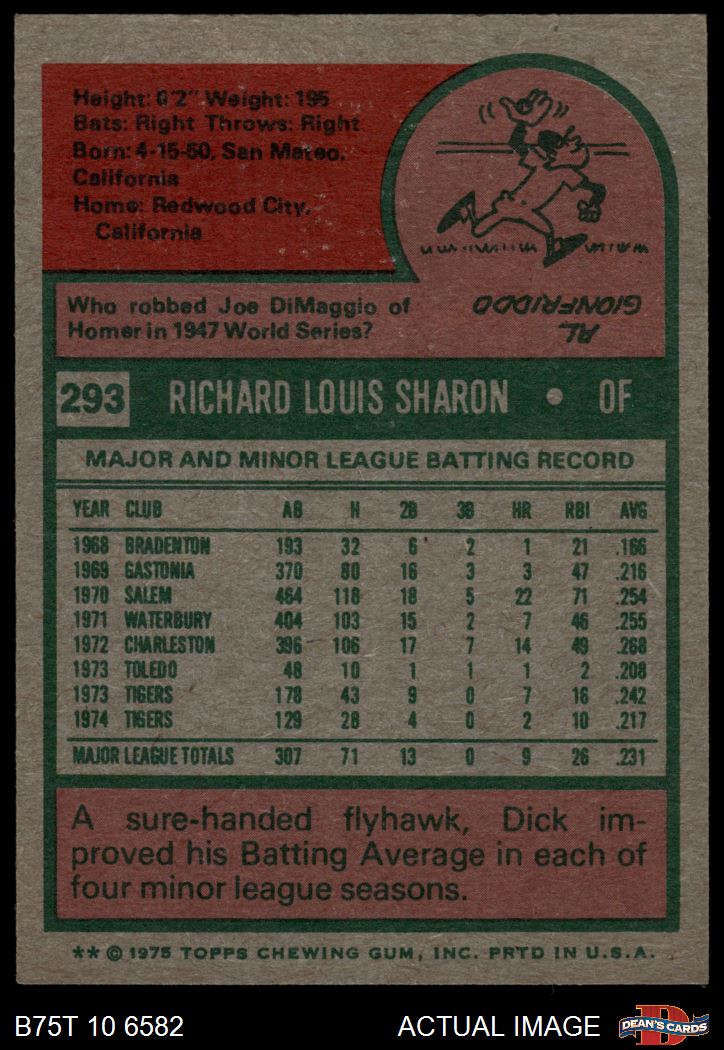 Height: 6'2" Weight: 195
Bats: Right Throws: Right
Born: 4-15-50, San Mateo,
California
Home: Redwood City,
California
Who robbed Joe DiMaggio of
Homer in 1947 World Series?
AL
GIONFRIDDO
293 RICHARD LOUIS SHARON • OF
MAJOR AND MINOR LEAGUE BATTING RECORD
YEAR CLUB AB H 2B 3B HR RBI AVG
1968 BRADENTON 193 32 6 2 1 21 .166
1969 GASTONIA 370 80 16 3 3 47 .216
1970 SALEM 464 118 18 5 22 71 .254
1971 WATERBURY 404 103 15 2 7 46 .255
1972 CHARLESTON 396 106 17 7 14 49 .268
1973 TOLEDO 48 10 1 1 1 2 .208
1973 TIGERS 178 43 9 0 7 16 .242
1974 TIGERS 129 28 4 0 2 10 .217
MAJOR LEAGUE TOTALS 307 71 13 0 9 26 .231
A sure-handed flyhawk, Dick im-
proved his Batting Average in each of
four minor league seasons.
** © 1975 TOPPS CHEWING GUM, INC. PRTD IN U.S.A.
B75T 10 6582 ACTUAL IMAGE DEAN'S CARDS